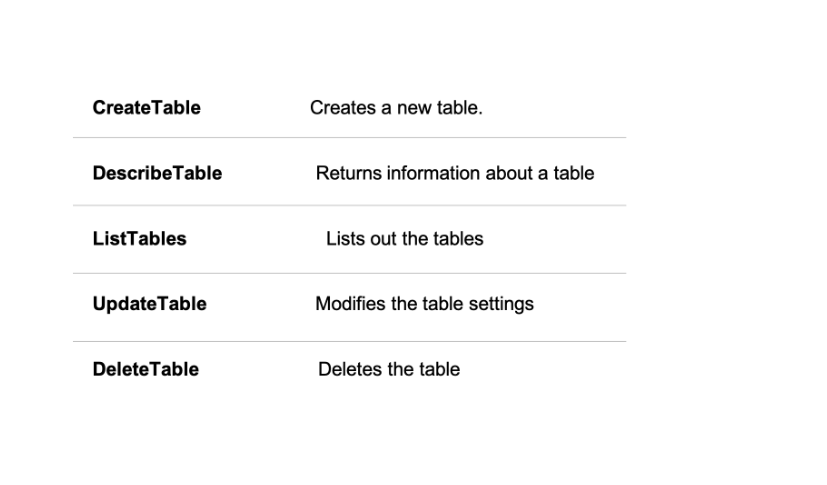 CreateTable Creates a new table.
DescribeTable Returns information about a table
ListTables Lists out the tables
UpdateTable Modifies the table settings
DeleteTable Deletes the table